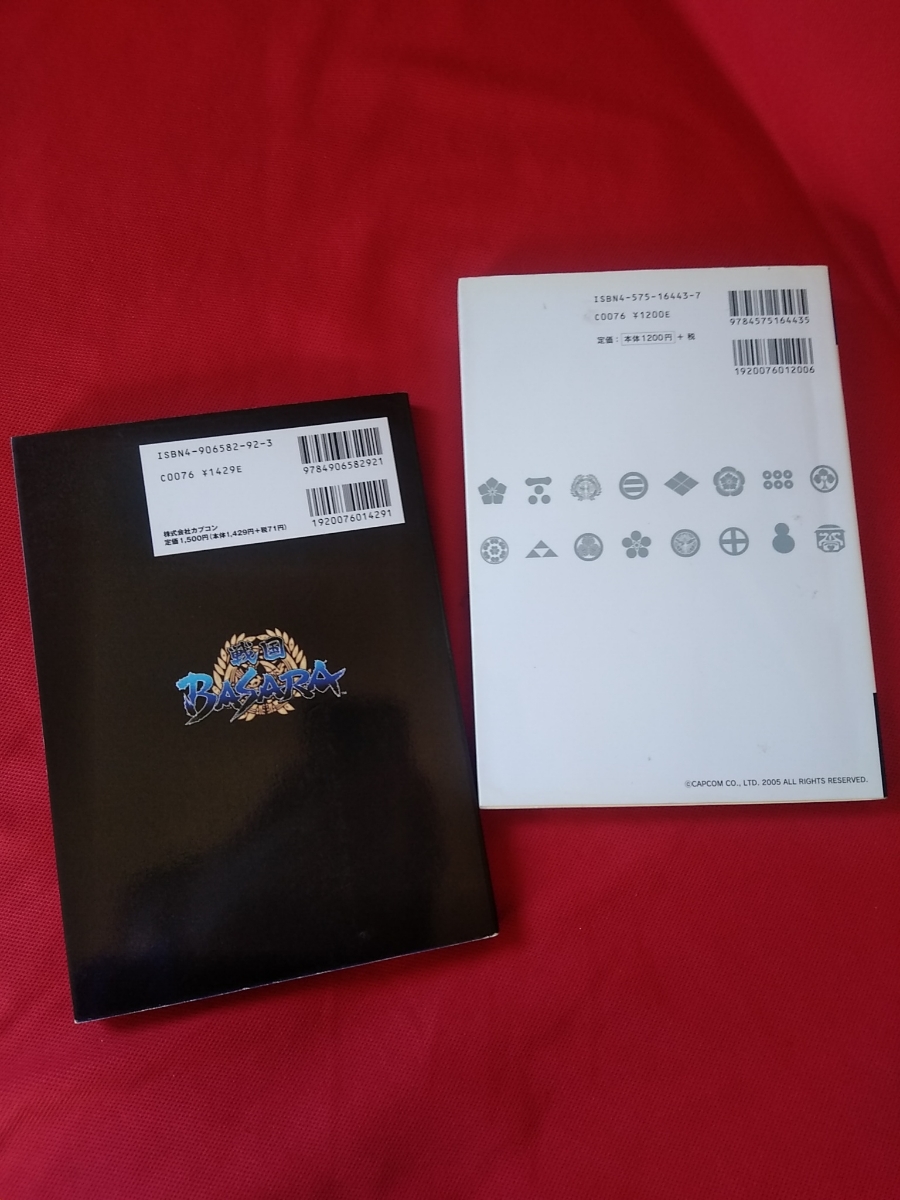 ISBN4-906582-92-3
C0076 ¥1429E
9784906582921
1920076014291
株式会社カプコン
定価1,500円(本体1,429円+税71円)
戦国
BASARA
TM
ISBN4-575-16443-7
C0076 ¥1200E
定価:本体1200円+税
9784575164435
1920076012006
©CAPCOM CO., LTD. 2005 ALL RIGHTS RESERVED.